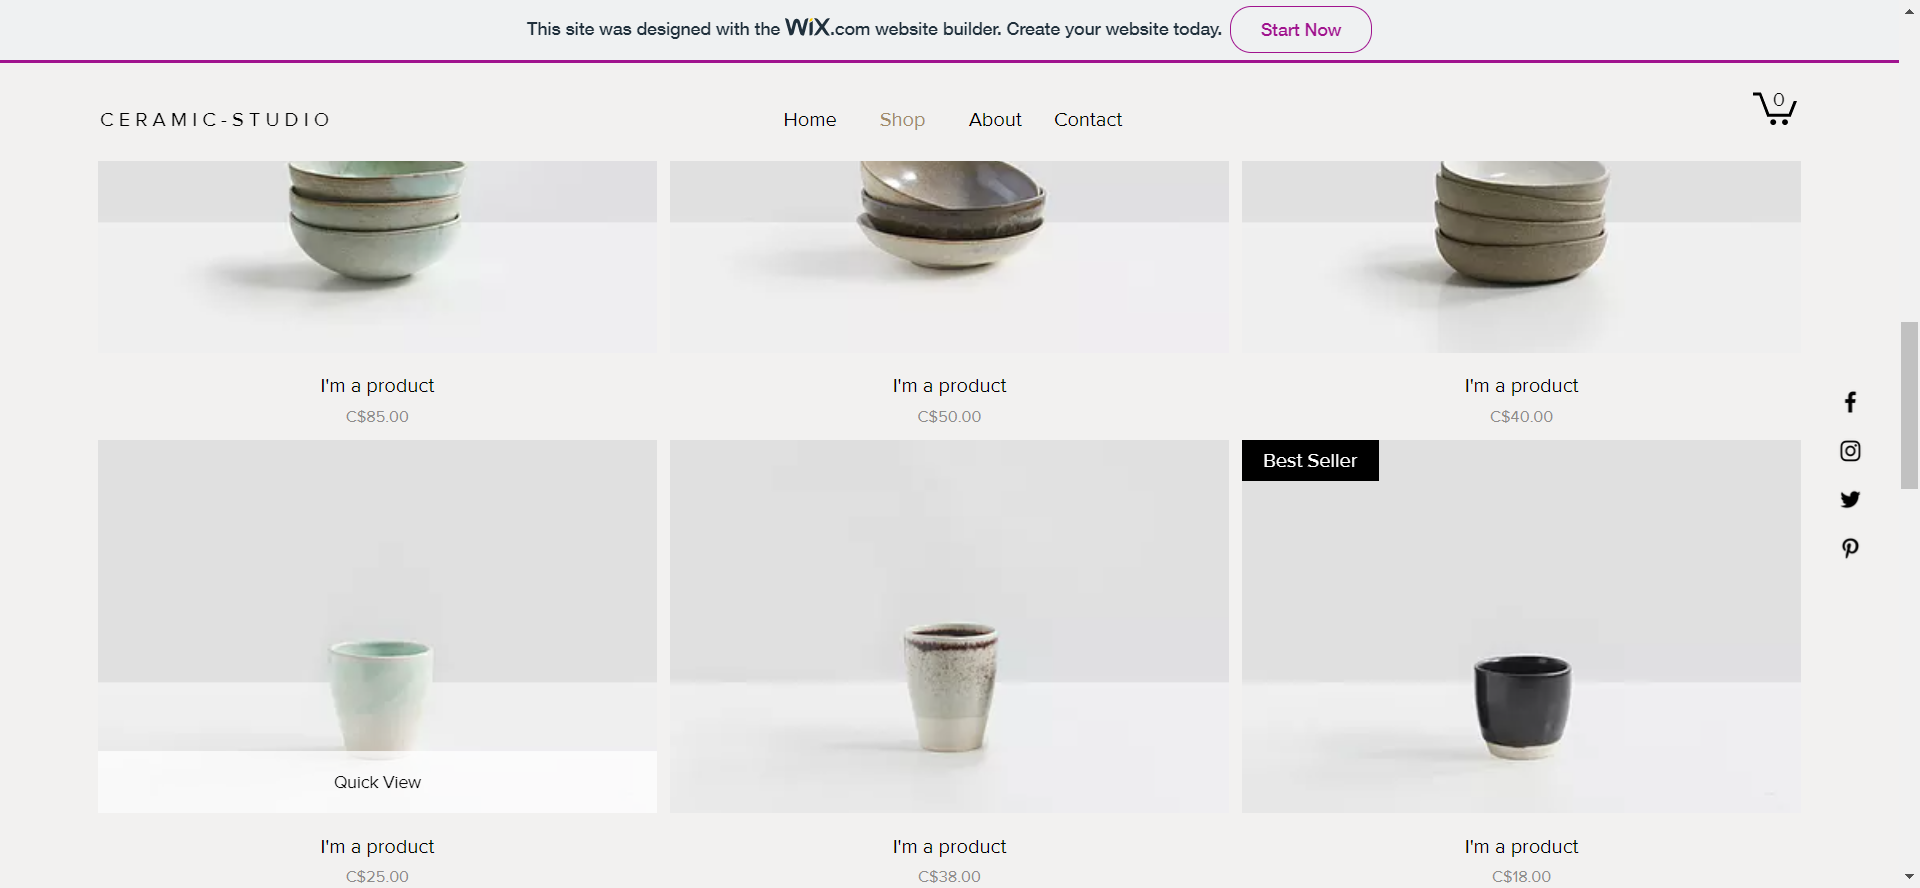 This site was designed with the WiX.com website builder. Create your website today. Start Now
CERAMIC-STUDIO
Home Shop About Contact
0
I'm a product I'm a product I'm a product
C$85.00 C$50.00 C$40.00
Best Seller
Quick View
I'm a product I'm a product I'm a product
C$25.00 C$38.00 C$18.00